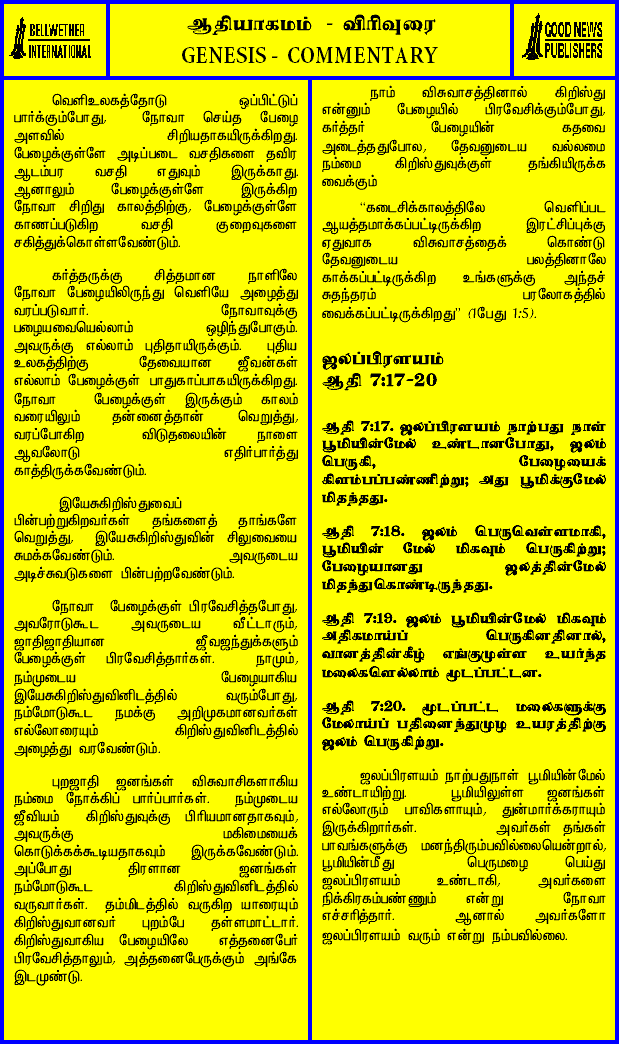 BELLWETHER
INTERNATIONAL
ஆதியாகமம் - விரிவுரை
GENESIS - COMMENTARY
GOOD NEWS
PUBLISHERS
வெளிஉலகத்தோடு ஒப்பிட்டுப்
பார்க்கும்போது, நோவா செய்த பேழை
அளவில் சிறியதாகயிருக்கிறது.
பேழைக்குள்ளே அடிப்படை வசதிகளை தவிர
ஆடம்பர வசதி எதுவும் இருக்காது.
ஆனாலும் பேழைக்குள்ளே இருக்கிற
நோவா சிறிது காலத்திற்கு, பேழைக்குள்ளே
காணப்படுகிற வசதி குறைவுகளை
சகித்துக்கொள்ளவேண்டும்.
கர்த்தருக்கு சித்தமான நாளிலே
நோவா பேழையிலிருந்து வெளியே அழைத்து
வரப்படுவார். நோவாவுக்கு
பழையவையெல்லாம் ஒழிந்துபோகும்.
அவருக்கு எல்லாம் புதிதாயிருக்கும். புதிய
உலகத்திற்கு தேவையான ஜீவன்கள்
எல்லாம் பேழைக்குள் பாதுகாப்பாகயிருக்கிறது.
நோவா பேழைக்குள் இருக்கும் காலம்
வரையிலும் தன்னைத்தான் வெறுத்து,
வரப்போகிற விடுதலையின் நாளை
ஆவலோடு எதிர்பார்த்து
காத்திருக்கவேண்டும்.
இயேசுகிறிஸ்துவைப்
பின்பற்றுகிறவர்கள் தங்களைத் தாங்களே
வெறுத்து, இயேசுகிறிஸ்துவின் சிலுவையை
சுமக்கவேண்டும். அவருடைய
அடிச்சுவடுகளை பின்பற்றவேண்டும்.
நோவா பேழைக்குள் பிரவேசித்தபோது,
அவரோடுகூட அவருடைய வீட்டாரும்,
ஜாதிஜாதியான ஜீவஜந்துக்களும்
பேழைக்குள் பிரவேசித்தார்கள். நாமும்,
நம்முடைய பேழையாகிய
இயேசுகிறிஸ்துவினிடத்தில் வரும்போது,
நம்மோடுகூட நமக்கு அறிமுகமானவர்கள்
எல்லோரையும் கிறிஸ்துவினிடத்தில்
அழைத்து வரவேண்டும்.
புறஜாதி ஜனங்கள் விசுவாசிகளாகிய
நம்மை நோக்கிப் பார்ப்பார்கள். நம்முடைய
ஜீவியம் கிறிஸ்துவுக்கு பிரியமானதாகவும்,
அவருக்கு மகிமையைக்
கொடுக்கக்கூடியதாகவும் இருக்கவேண்டும்.
அப்போது திரளான ஜனங்கள்
நம்மோடுகூட கிறிஸ்துவினிடத்தில்
வருவார்கள். தம்மிடத்தில் வருகிற யாரையும்
கிறிஸ்துவானவர் புறம்பே தள்ளமாட்டார்.
கிறிஸ்துவாகிய பேழையிலே எத்தனைபேர்
பிரவேசித்தாலும், அத்தனைபேருக்கும் அங்கே
இடமுண்டு.
நாம் விசுவாசத்தினால் கிறிஸ்து
என்னும் பேழையில் பிரவேசிக்கும்போது,
கர்த்தர் பேழையின் கதவை
அடைத்ததுபோல, தேவனுடைய வல்லமை
நம்மை கிறிஸ்துவுக்குள் தங்கியிருக்க
வைக்கும்
"கடைசிக்காலத்திலே வெளிப்பட
ஆயத்தமாக்கப்பட்டிருக்கிற இரட்சிப்புக்கு
ஏதுவாக விசுவாசத்தைக் கொண்டு
தேவனுடைய பலத்தினாலே
காக்கப்பட்டிருக்கிற உங்களுக்கு அந்தச்
சுதந்தரம் பரலோகத்தில்
வைக்கப்பட்டிருக்கிறது" (1பேது 1:5).
ஜலப்பிரளயம்
ஆதி 7:17-20
ஆதி 7:17. ஜலப்பிரளயம் நாற்பது நாள்
பூமியின்மேல் உண்டானபோது, ஜலம்
பெருகி, பேழையைக்
கிளம்பப்பண்ணிற்று; அது பூமிக்குமேல்
மிதந்தது.
ஆதி 7:18. ஜலம் பெருவெள்ளமாகி,
பூமியின் மேல் மிகவும் பெருகிற்று;
பேழையானது ஜலத்தின்மேல்
மிதந்துகொண்டிருந்தது.
ஆதி 7:19. ஜலம் பூமியின்மேல் மிகவும்
அதிகமாய்ப் பெருகினதினால்,
வானத்தின்கீழ் எங்குமுள்ள உயர்ந்த
மலைகளெல்லாம் மூடப்பட்டன.
ஆதி 7:20. மூடப்பட்ட மலைகளுக்கு
மேலாய்ப் பதினைந்துமுழ உயரத்திற்கு
ஜலம் பெருகிற்று.
ஜலப்பிரளயம் நாற்பதுநாள் பூமியின்மேல்
உண்டாயிற்று. பூமியிலுள்ள ஜனங்கள்
எல்லோரும் பாவிகளாயும், துன்மார்க்கராயும்
இருக்கிறார்கள். அவர்கள் தங்கள்
பாவங்களுக்கு மனந்திரும்பவில்லையென்றால்,
பூமியின்மீது பெருமழை பெய்து
ஜலப்பிரளயம் உண்டாகி, அவர்களை
நிக்கிரகம்பண்ணும் என்று நோவா
எச்சரித்தார். ஆனால் அவர்களோ
ஜலப்பிரளயம் வரும் என்று நம்பவில்லை.